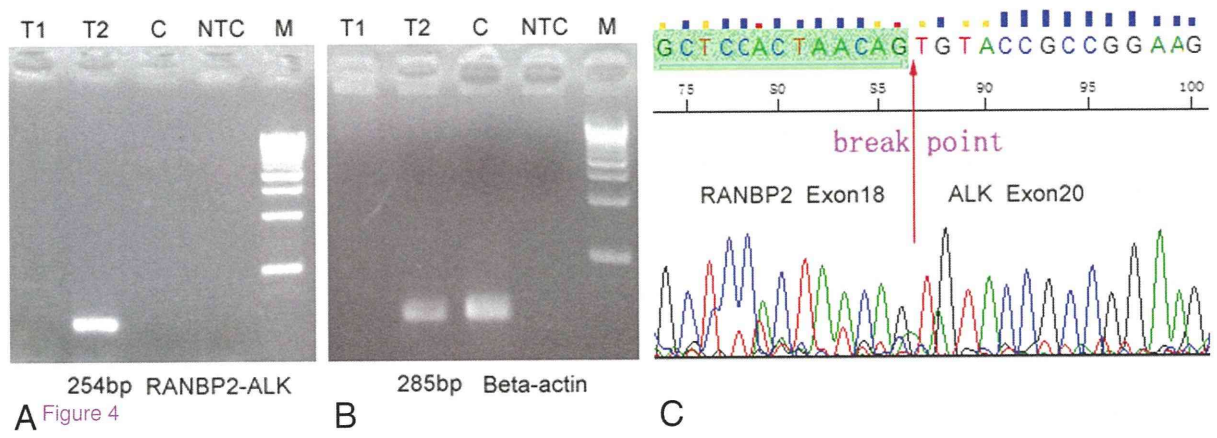 T1 T2 C NTC M
254bp RANBP2-ALK
A Figure 4
T1 T2 C NTC M
285bp Beta-actin
B
GCTCCACTAACAGTGTACCGCCGGAAG
75 80 85 90 95 100
break point
RANBP2 Exon18 ALK Exon20
C